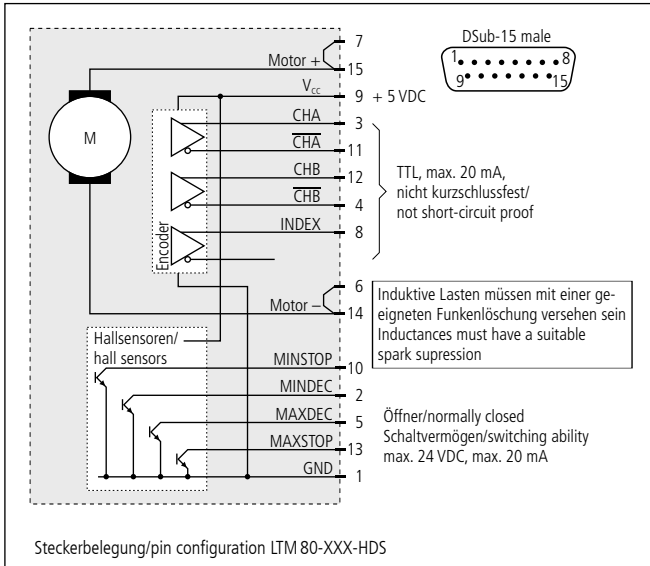 7
DSub-15 male
Motor +
15
1 8
9 15
V_cc
9 + 5 VDC
M
CHA
3
C̅H̅A̅
11
CHB
12
C̅H̅B̅
4
INDEX
8
TTL, max. 20 mA,
nicht kurzschlussfest/
not short-circuit proof
Encoder
6
Motor –
14
Induktive Lasten müssen mit einer ge-
eigneten Funkenlöschung versehen sein
Inductances must have a suitable
spark supression
Hallsensoren/
hall sensors
MINSTOP
10
MINDEC
2
MAXDEC
5
MAXSTOP
13
GND
1
Öffner/normally closed
Schaltvermögen/switching ability
max. 24 VDC, max. 20 mA
Steckerbelegung/pin configuration LTM 80-XXX-HDS